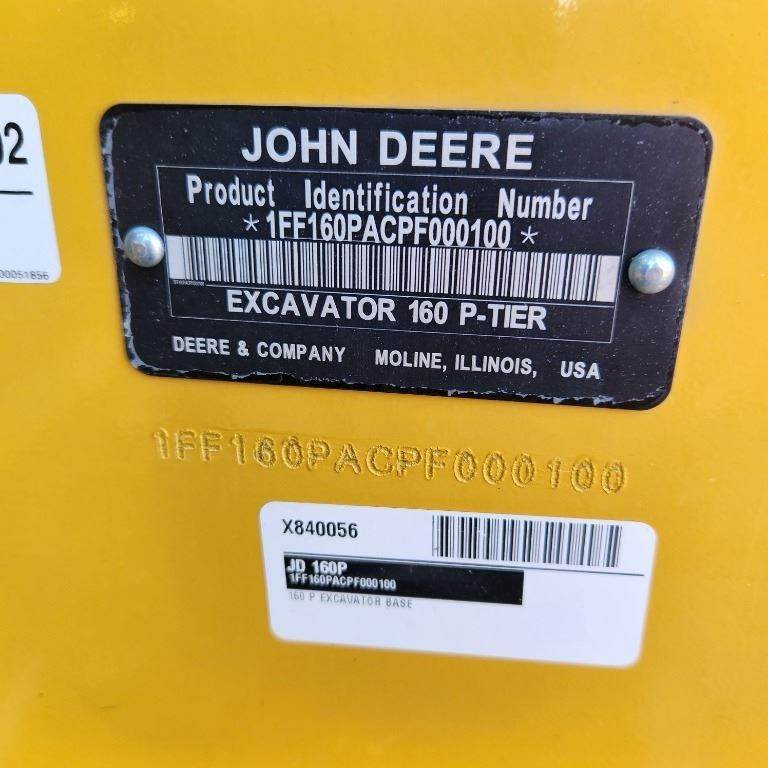 02
00051856
JOHN DEERE
Product Identification Number
*1FF160PACPF000100*
EXCAVATOR 160 P-TIER
DEERE & COMPANY MOLINE, ILLINOIS, USA
1FF160PACPF000100
X840056
JD 160P
1FF160PACPF000100
160 P EXCAVATOR BASE